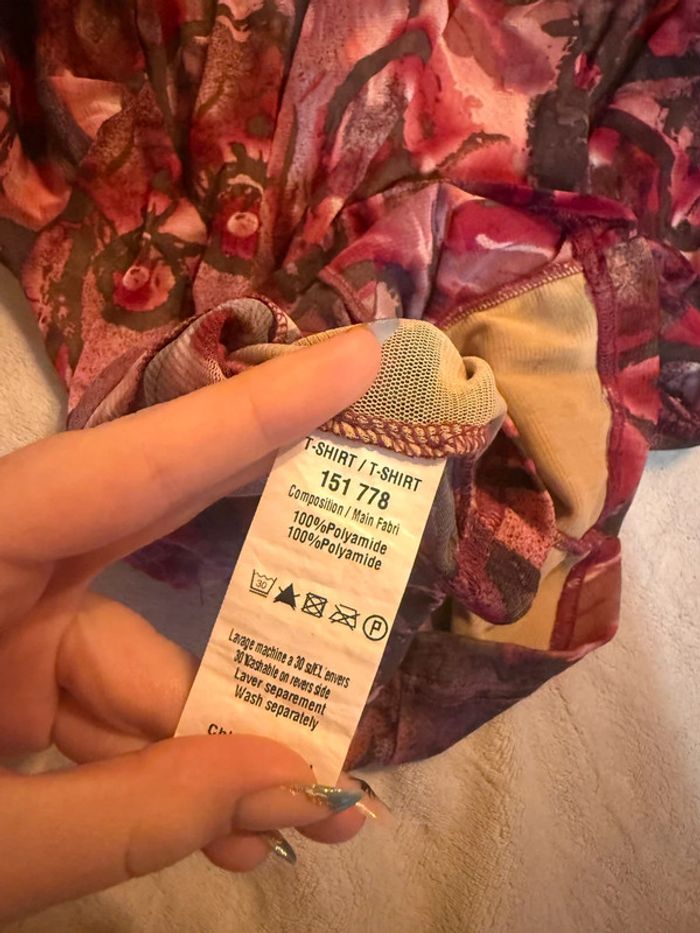 T-SHIRT / T-SHIRT
151 778
Composition / Main Fabri
100%Polyamide
100%Polyamide
30
P
Lavage machine a 30 L'envers
30 Washable on revers side
Laver separement
Wash separately